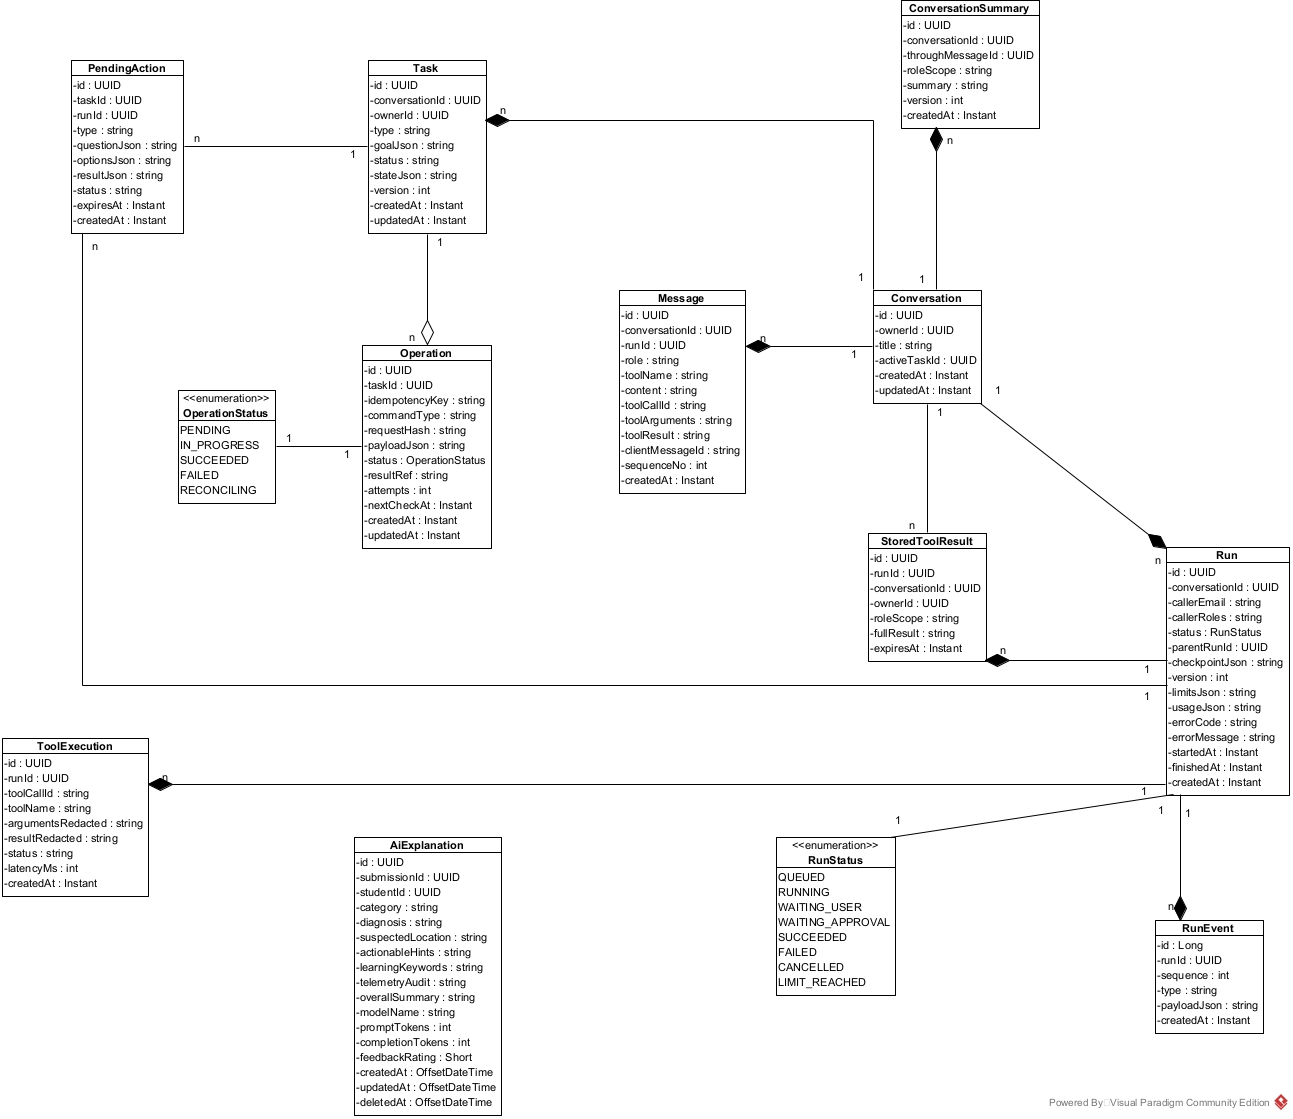 ConversationSummary
-id : UUID
-conversationId : UUID
-throughMessageId : UUID
-roleScope : string
-summary : string
-version : int
-createdAt : Instant
n
1
PendingAction
-id : UUID
-taskId : UUID
-runId : UUID
-type : string
-questionJson : string
-optionsJson : string
-resultJson : string
-status : string
-expiresAt : Instant
-createdAt : Instant
n
1
n
Task
-id : UUID
-conversationId : UUID
-ownerId : UUID
-type : string
-goalJson : string
-status : string
-stateJson : string
-version : int
-createdAt : Instant
-updatedAt : Instant
n
1
1
n
Message
-id : UUID
-conversationId : UUID
-runId : UUID
-role : string
-toolName : string
-content : string
-toolCallId : string
-toolArguments : string
-toolResult : string
-clientMessageId : string
-sequenceNo : int
-createdAt : Instant
n
1
Conversation
-id : UUID
-ownerId : UUID
-title : string
-activeTaskId : UUID
-createdAt : Instant
-updatedAt : Instant
1
1
n
n
Operation
-id : UUID
-taskId : UUID
-idempotencyKey : string
-commandType : string
-requestHash : string
-payloadJson : string
-status : OperationStatus
-resultRef : string
-attempts : int
-nextCheckAt : Instant
-createdAt : Instant
-updatedAt : Instant
<<enumeration>>
OperationStatus
PENDING
IN_PROGRESS
SUCCEEDED
FAILED
RECONCILING
1
1
StoredToolResult
-id : UUID
-runId : UUID
-conversationId : UUID
-ownerId : UUID
-roleScope : string
-fullResult : string
-expiresAt : Instant
n
1
1
Run
-id : UUID
-conversationId : UUID
-callerEmail : string
-callerRoles : string
-status : RunStatus
-parentRunId : UUID
-checkpointJson : string
-version : int
-limitsJson : string
-usageJson : string
-errorCode : string
-errorMessage : string
-startedAt : Instant
-finishedAt : Instant
-createdAt : Instant
ToolExecution
-id : UUID
-runId : UUID
-toolCallId : string
-toolName : string
-argumentsRedacted : string
-resultRedacted : string
-status : string
-latencyMs : int
-createdAt : Instant
n
1
1
1
1
n
AiExplanation
-id : UUID
-submissionId : UUID
-studentId : UUID
-category : string
-diagnosis : string
-suspectedLocation : string
-actionableHints : string
-learningKeywords : string
-telemetryAudit : string
-overallSummary : string
-modelName : string
-promptTokens : int
-completionTokens : int
-feedbackRating : Short
-createdAt : OffsetDateTime
-updatedAt : OffsetDateTime
-deletedAt : OffsetDateTime
<<enumeration>>
RunStatus
QUEUED
RUNNING
WAITING_USER
WAITING_APPROVAL
SUCCEEDED
FAILED
CANCELLED
LIMIT_REACHED
RunEvent
-id : Long
-runId : UUID
-sequence : int
-type : string
-payloadJson : string
-createdAt : Instant
Powered By Visual Paradigm Community Edition